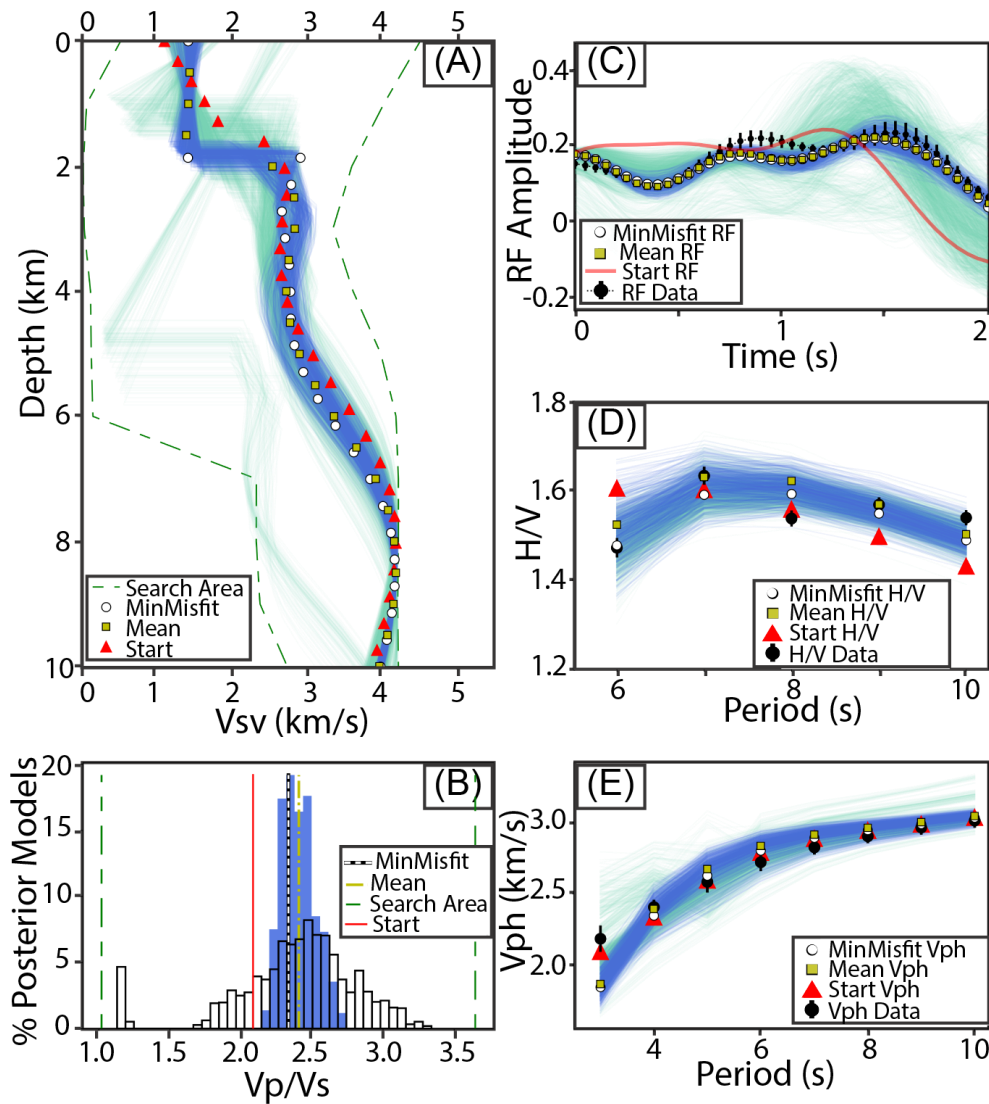 0 1 2 3 4 5
(A)
0
2
4
6
8
10
Depth (km)
Search Area
MinMisfit
Mean
Start
0 1 2 3 4 5
Vsv (km/s)
(C)
0.4
0.2
0
-0.2
RF Amplitude
MinMisfit RF
Mean RF
Start RF
RF Data
0 1 2
Time (s)
(D)
1.8
1.6
1.4
1.2
H/V
MinMisfit H/V
Mean H/V
Start H/V
H/V Data
6 8 10
Period (s)
(B)
20
15
10
5
0
% Posterior Models
MinMisfit
Mean
Search Area
Start
1.0 1.5 2.0 2.5 3.0 3.5
Vp/Vs
(E)
3.0
2.5
2.0
Vph (km/s)
MinMisfit Vph
Mean Vph
Start Vph
Vph Data
4 6 8 10
Period (s)